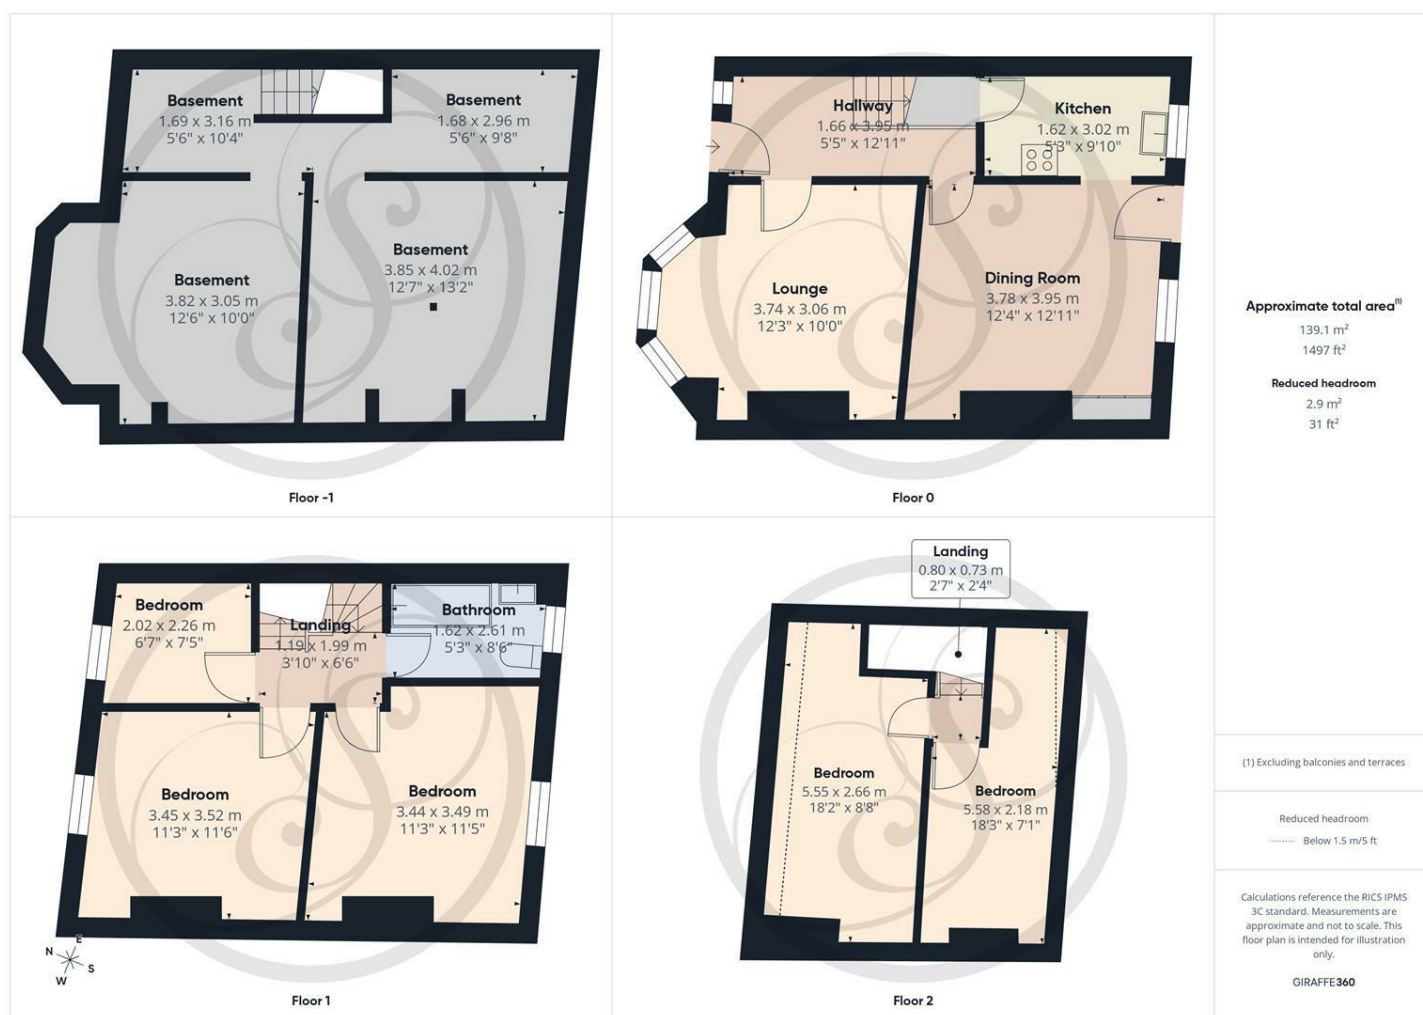 Basement
1.69 x 3.16 m
5'6" x 10'4"
Basement
1.68 x 2.96 m
5'6" x 9'8"
Basement
3.82 x 3.05 m
12'6" x 10'0"
Basement
3.85 x 4.02 m
12'7" x 13'2"
Floor -1
Hallway
1.66 x 3.95 m
5'5" x 12'11"
Kitchen
1.62 x 3.02 m
5'3" x 9'10"
Lounge
3.74 x 3.06 m
12'3" x 10'0"
Dining Room
3.78 x 3.95 m
12'4" x 12'11"
Floor 0
Bedroom
2.02 x 2.26 m
6'7" x 7'5"
Landing
1.19 x 1.99 m
3'10" x 6'6"
Bathroom
1.62 x 2.61 m
5'3" x 8'6"
Bedroom
3.45 x 3.52 m
11'3" x 11'6"
Bedroom
3.44 x 3.49 m
11'3" x 11'5"
N
E
S
W
Floor 1
Landing
0.80 x 0.73 m
2'7" x 2'4"
Bedroom
5.55 x 2.66 m
18'2" x 8'8"
Bedroom
5.58 x 2.18 m
18'3" x 7'1"
Floor 2
Approximate total area(1)
139.1 m²
1497 ft²
Reduced headroom
2.9 m²
31 ft²
(1) Excluding balconies and terraces
Reduced headroom
Below 1.5 m/5 ft
Calculations reference the RICS IPMS
3C standard. Measurements are
approximate and not to scale. This
floor plan is intended for illustration
only.
GIRAFFE360